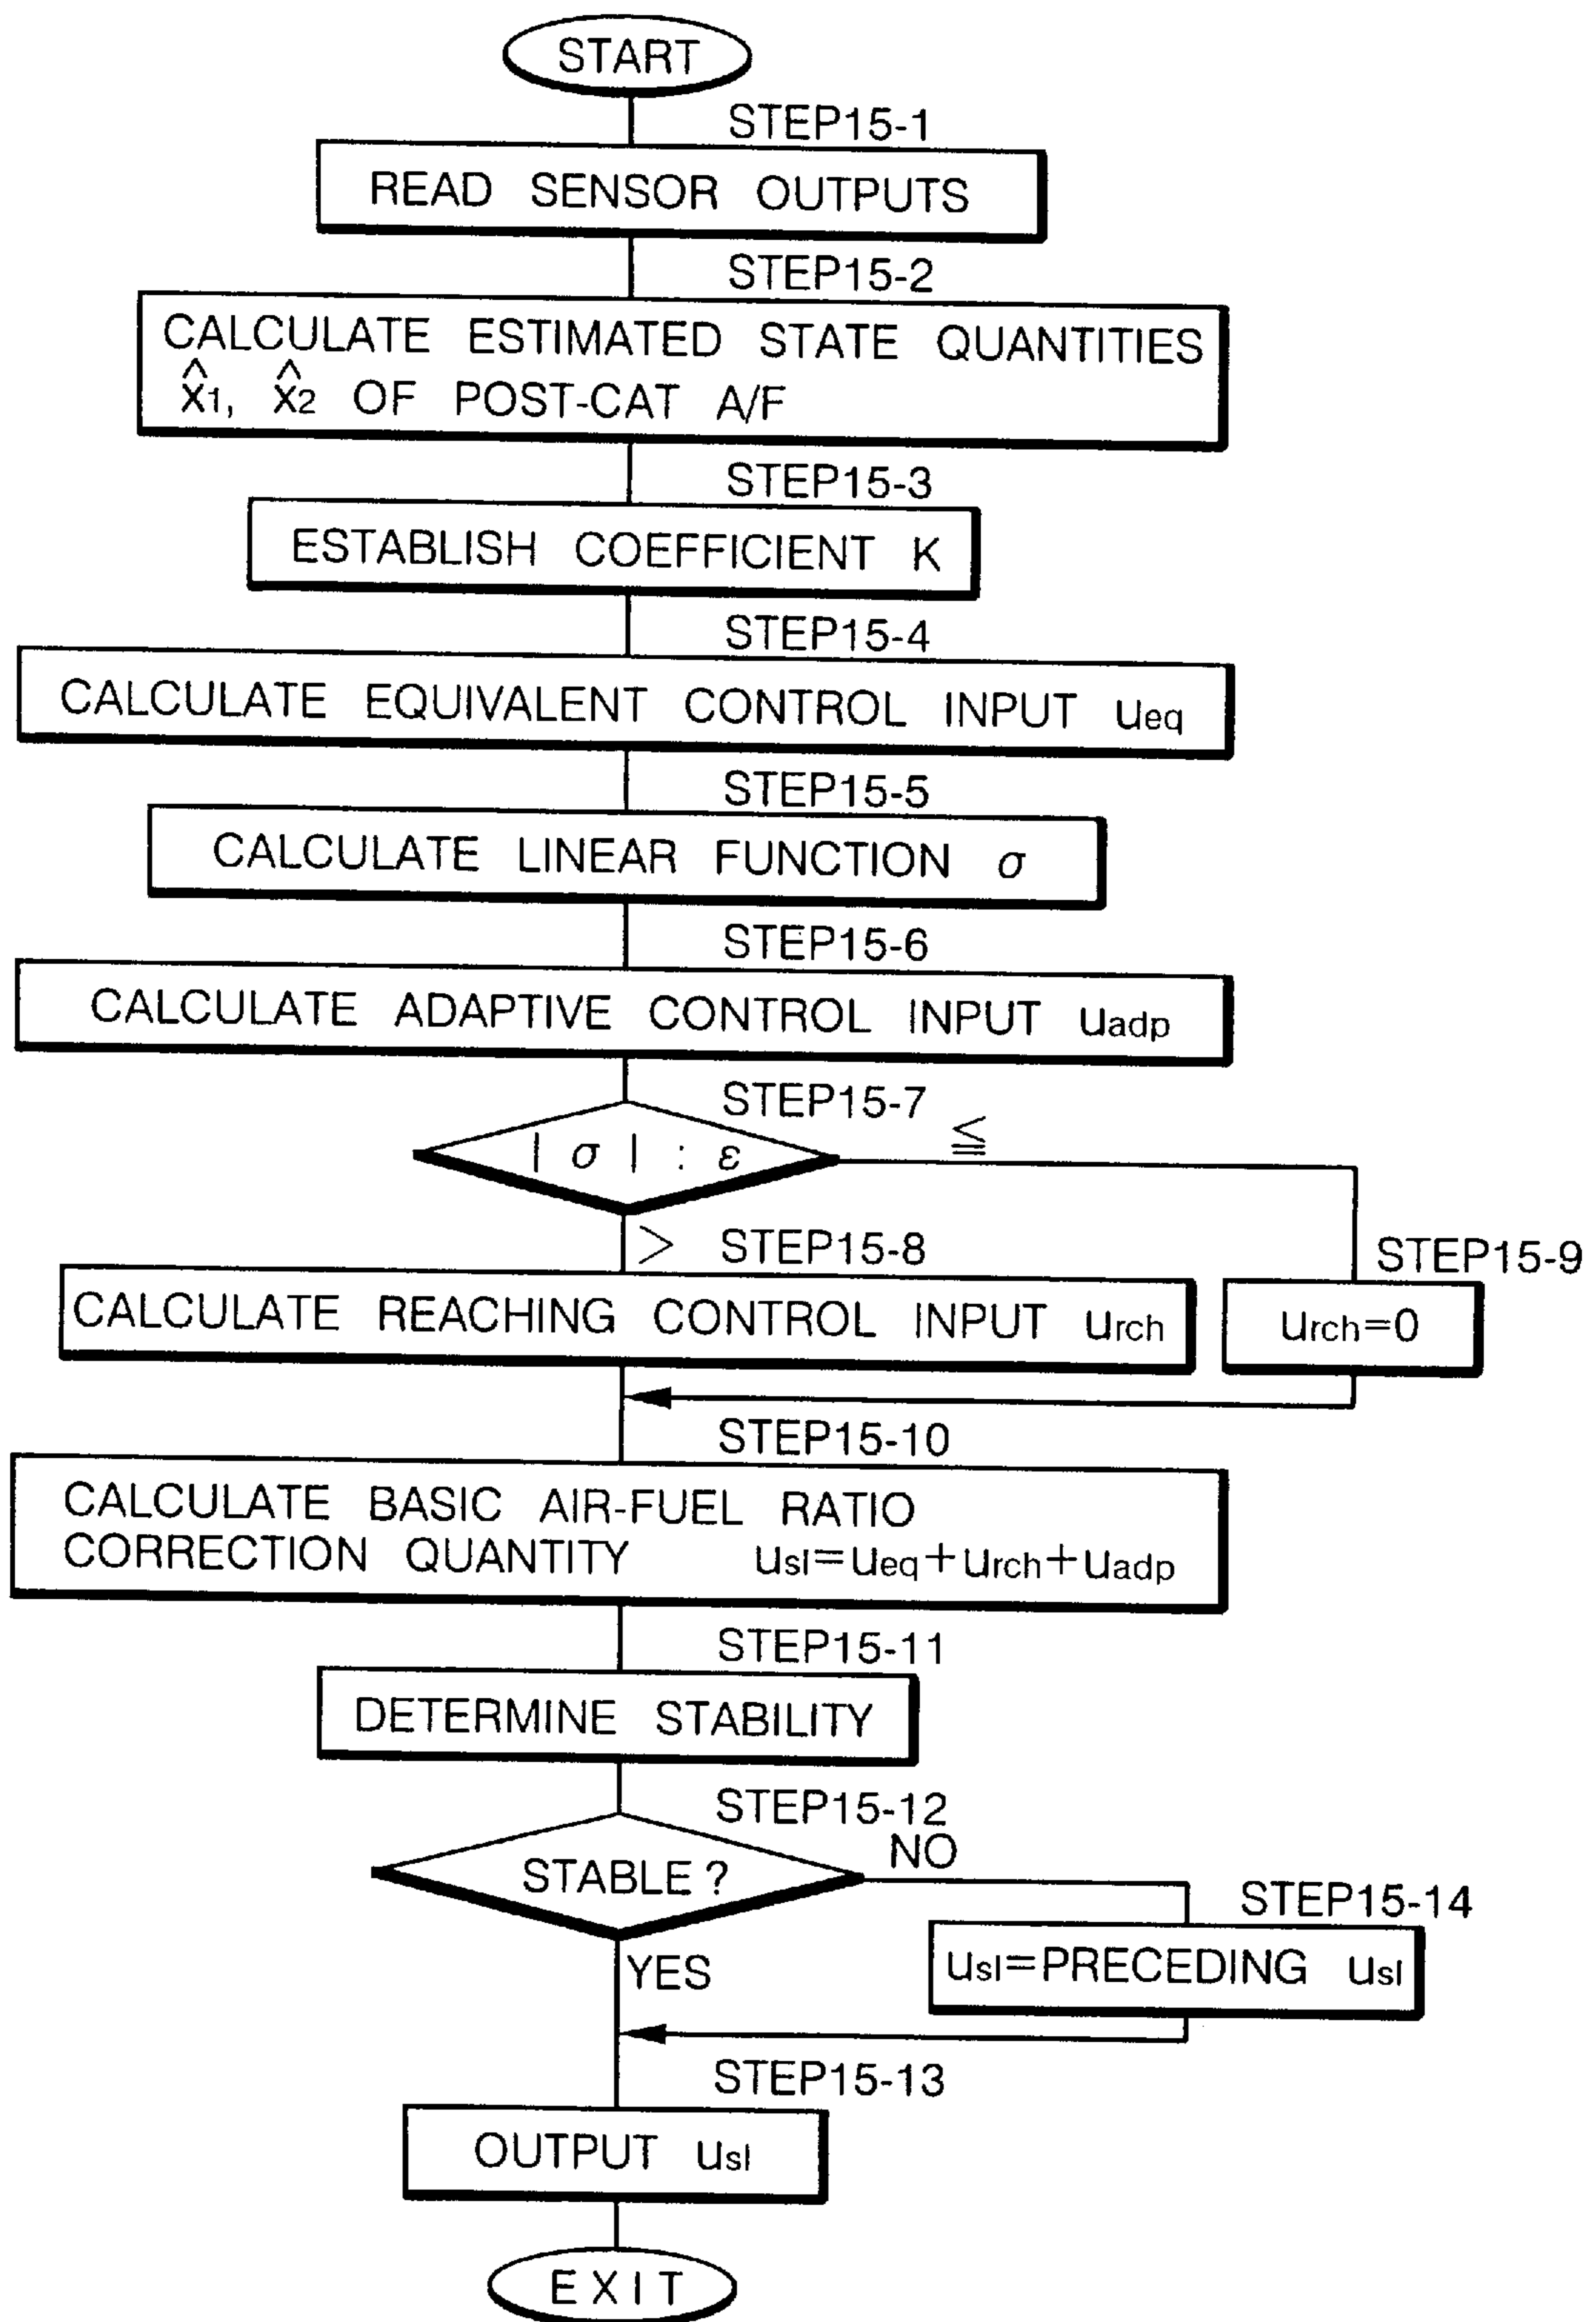 START
STEP15-1
READ SENSOR OUTPUTS
STEP15-2
CALCULATE ESTIMATED STATE QUANTITIES
x̂1, x̂2 OF POST-CAT A/F
STEP15-3
ESTABLISH COEFFICIENT K
STEP15-4
CALCULATE EQUIVALENT CONTROL INPUT ueq
STEP15-5
CALCULATE LINEAR FUNCTION σ
STEP15-6
CALCULATE ADAPTIVE CONTROL INPUT uadp
STEP15-7
| σ | : ε
≦
>
STEP15-8
CALCULATE REACHING CONTROL INPUT urch
STEP15-9
urch=0
STEP15-10
CALCULATE BASIC AIR-FUEL RATIO
CORRECTION QUANTITY usl=ueq+urch+uadp
STEP15-11
DETERMINE STABILITY
STEP15-12
STABLE?
NO
YES
STEP15-14
usl=PRECEDING usl
STEP15-13
OUTPUT usl
EXIT